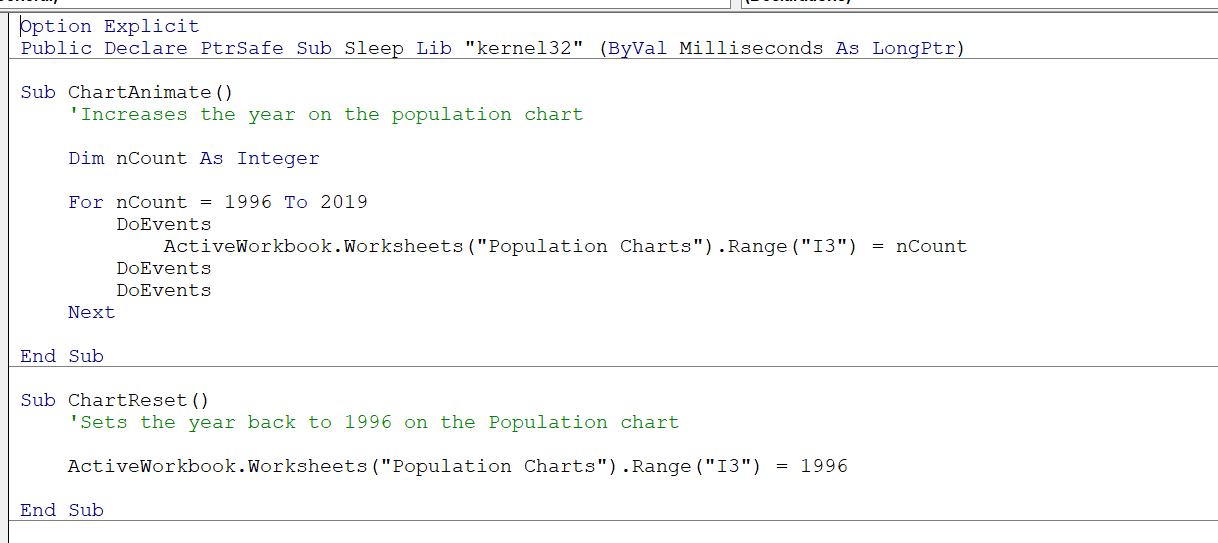 Option Explicit
Public Declare PtrSafe Sub Sleep Lib "kernel32" (ByVal Milliseconds As LongPtr)
Sub ChartAnimate()
'Increases the year on the population chart
Dim nCount As Integer
For nCount = 1996 To 2019
DoEvents
ActiveWorkbook.Worksheets("Population Charts").Range("I3") = nCount
DoEvents
DoEvents
Next
End Sub
Sub ChartReset()
'Sets the year back to 1996 on the Population chart
ActiveWorkbook.Worksheets("Population Charts").Range("I3") = 1996
End Sub